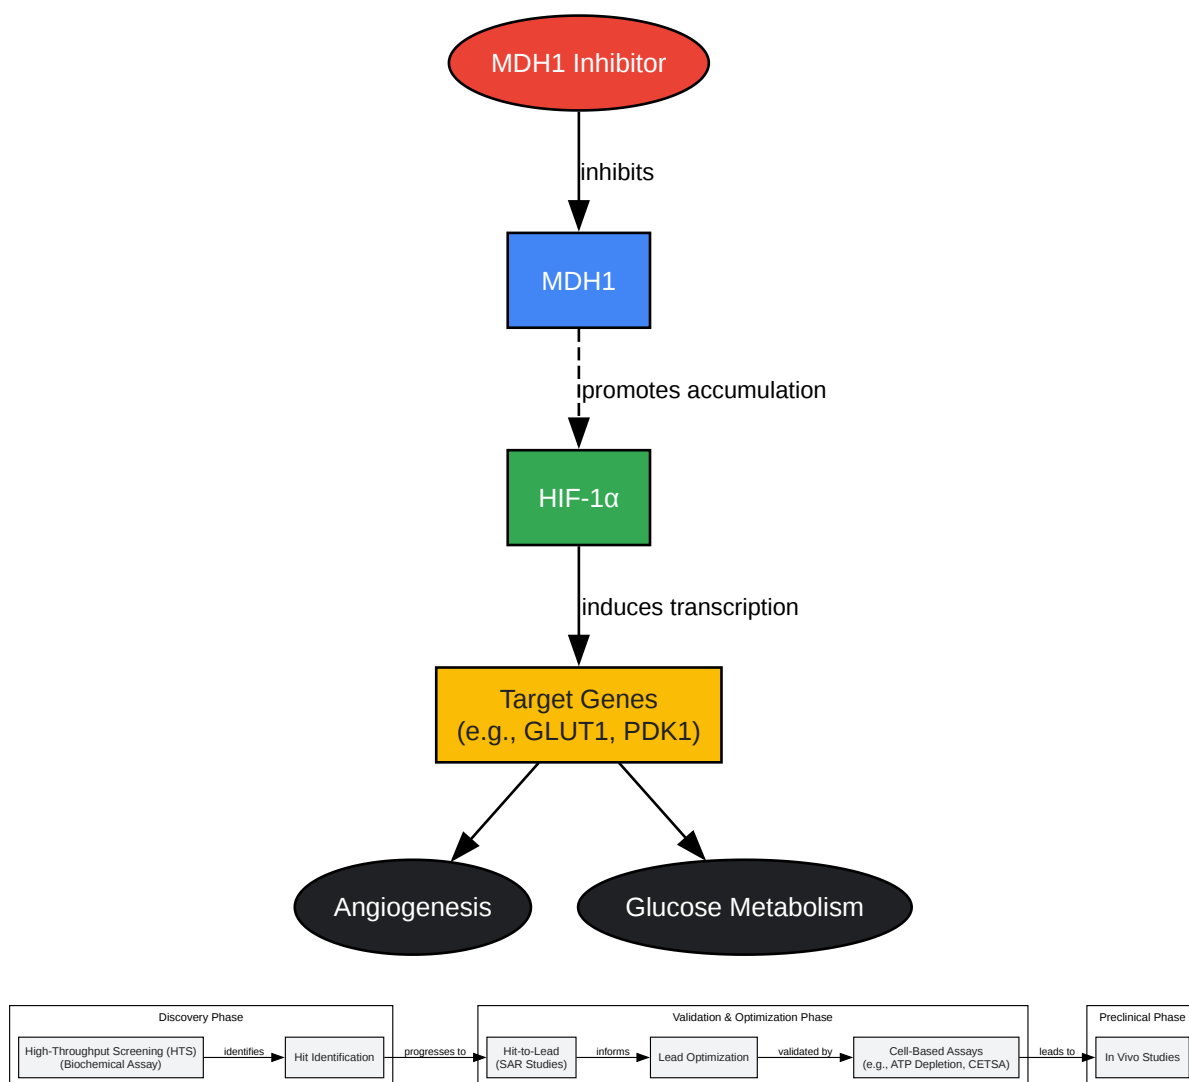 MDH1 Inhibitor
inhibits
MDH1
promotes accumulation
HIF-1α
induces transcription
Target Genes
(e.g., GLUT1, PDK1)
Angiogenesis
Glucose Metabolism
Discovery Phase
High-Throughput Screening (HTS)
(Biochemical Assay)
identifies
Hit Identification
progresses to
Validation & Optimization Phase
Hit-to-Lead
(SAR Studies)
informs
Lead Optimization
validated by
Cell-Based Assays
(e.g., ATP Depletion, CETSA)
leads to
Preclinical Phase
In Vivo Studies